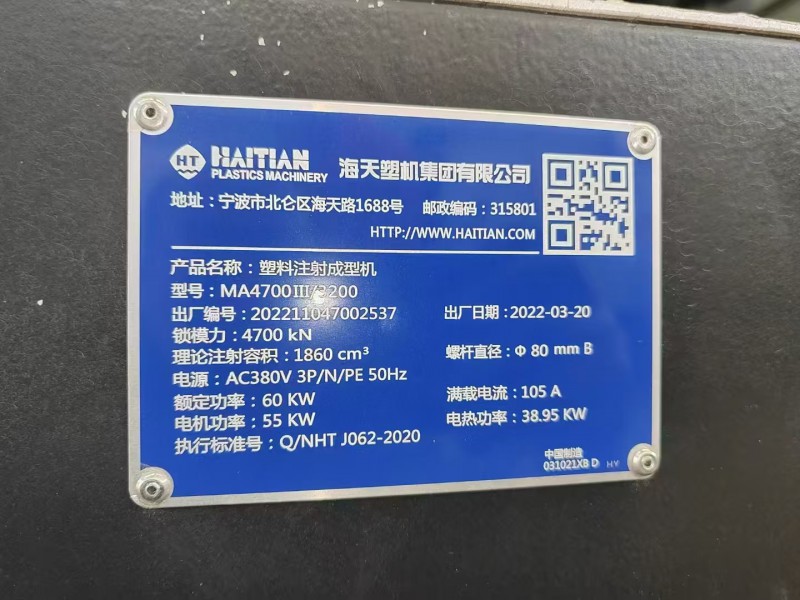 HT HAITIAN PLASTICS MACHINERY 海天塑机集团有限公司
地址：宁波市北仑区海天路1688号 邮政编码：315801
HTTP://WWW.HAITIAN.COM
产品名称：塑料注射成型机
型号：MA4700III/3200
出厂编号：202211047002537 出厂日期：2022-03-20
锁模力：4700 kN
理论注射容积：1860 cm³ 螺杆直径：Φ 80 mm B
电源：AC380V 3P/N/PE 50Hz
额定功率：60 KW 满载电流：105 A
电机功率：55 KW 电热功率：38.95 KW
执行标准号：Q/NHT J062-2020
中国制造
031021XB D HY